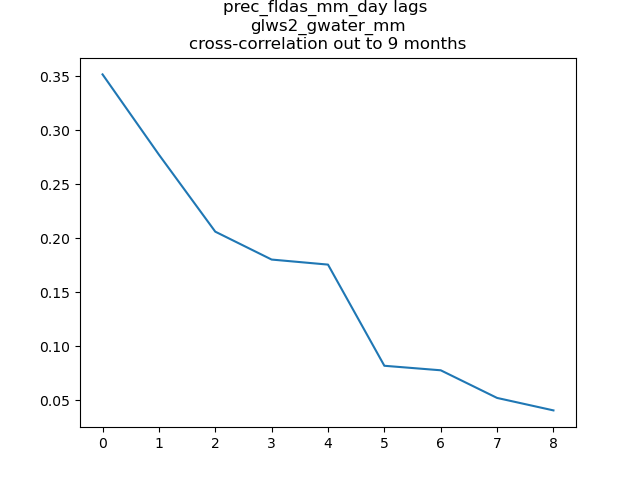 prec_fldas_mm_day lags
glws2_gwater_mm
cross-correlation out to 9 months
0.35
0.30
0.25
0.20
0.15
0.10
0.05
0 1 2 3 4 5 6 7 8